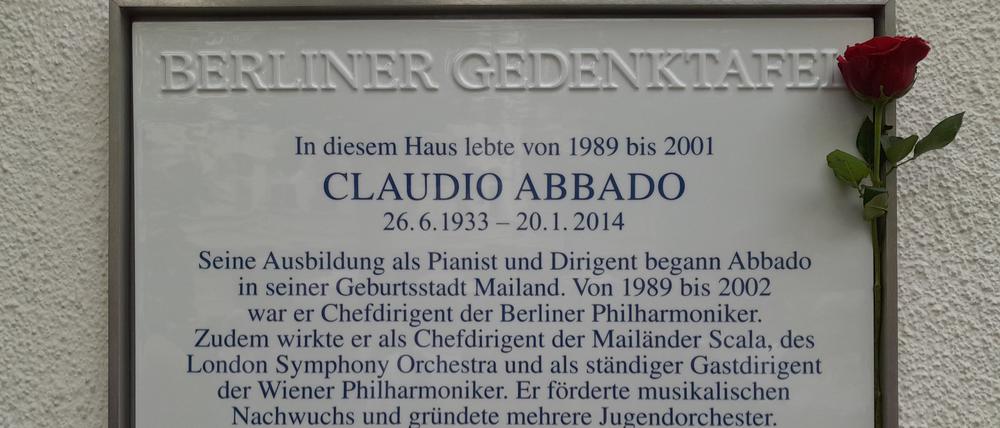 BERLINER GEDENKTAFEL
In diesem Haus lebte von 1989 bis 2001
CLAUDIO ABBADO
26.6.1933 – 20.1.2014
Seine Ausbildung als Pianist und Dirigent begann Abbado
in seiner Geburtsstadt Mailand. Von 1989 bis 2002
war er Chefdirigent der Berliner Philharmoniker.
Zudem wirkte er als Chefdirigent der Mailänder Scala, des
London Symphony Orchestra und als ständiger Gastdirigent
der Wiener Philharmoniker. Er förderte musikalischen
Nachwuchs und gründete mehrere Jugendorchester.